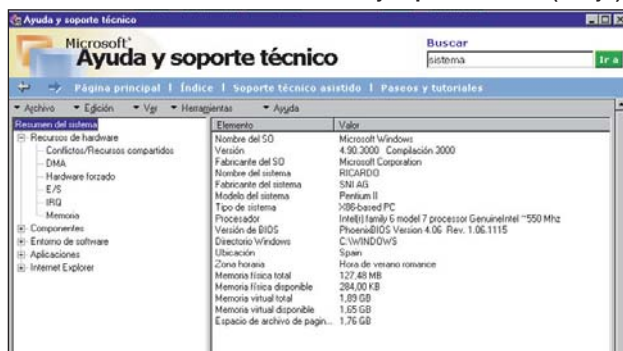 Ayuda y soporte técnico
Microsoft
Ayuda y soporte técnico
Buscar
sistema
Ir a
Página principal | Índice | Soporte técnico asistido | Paseos y tutoriales
Archivo Edición Ver Herramientas Ayuda
Resumen del sistema
Recursos de hardware
Conflictos/Recursos compartidos
DMA
Hardware forzado
E/S
IRQ
Memoria
Componentes
Entorno de software
Aplicaciones
Internet Explorer
Elemento Valor
Nombre del SO Microsoft Windows
Versión 4.90.3000 Compilación 3000
Fabricante del SO Microsoft Corporation
Nombre del sistema RICARDO
Fabricante del sistema SNI AG
Modelo del sistema Pentium II
Tipo de sistema X86-based PC
Procesador Intel(r) family 6 model 7 processor GenuineIntel ~550 Mhz
Versión de BIOS PhoenixBIOS Version 4.06 Rev. 1.06.1115
Directorio Windows C:\WINDOWS
Ubicación Spain
Zona horaria Hora de verano romance
Memoria física total 127,48 MB
Memoria física disponible 284,00 KB
Memoria virtual total 1,89 GB
Memoria virtual disponible 1,65 GB
Espacio de archivo de pagin... 1,76 GB